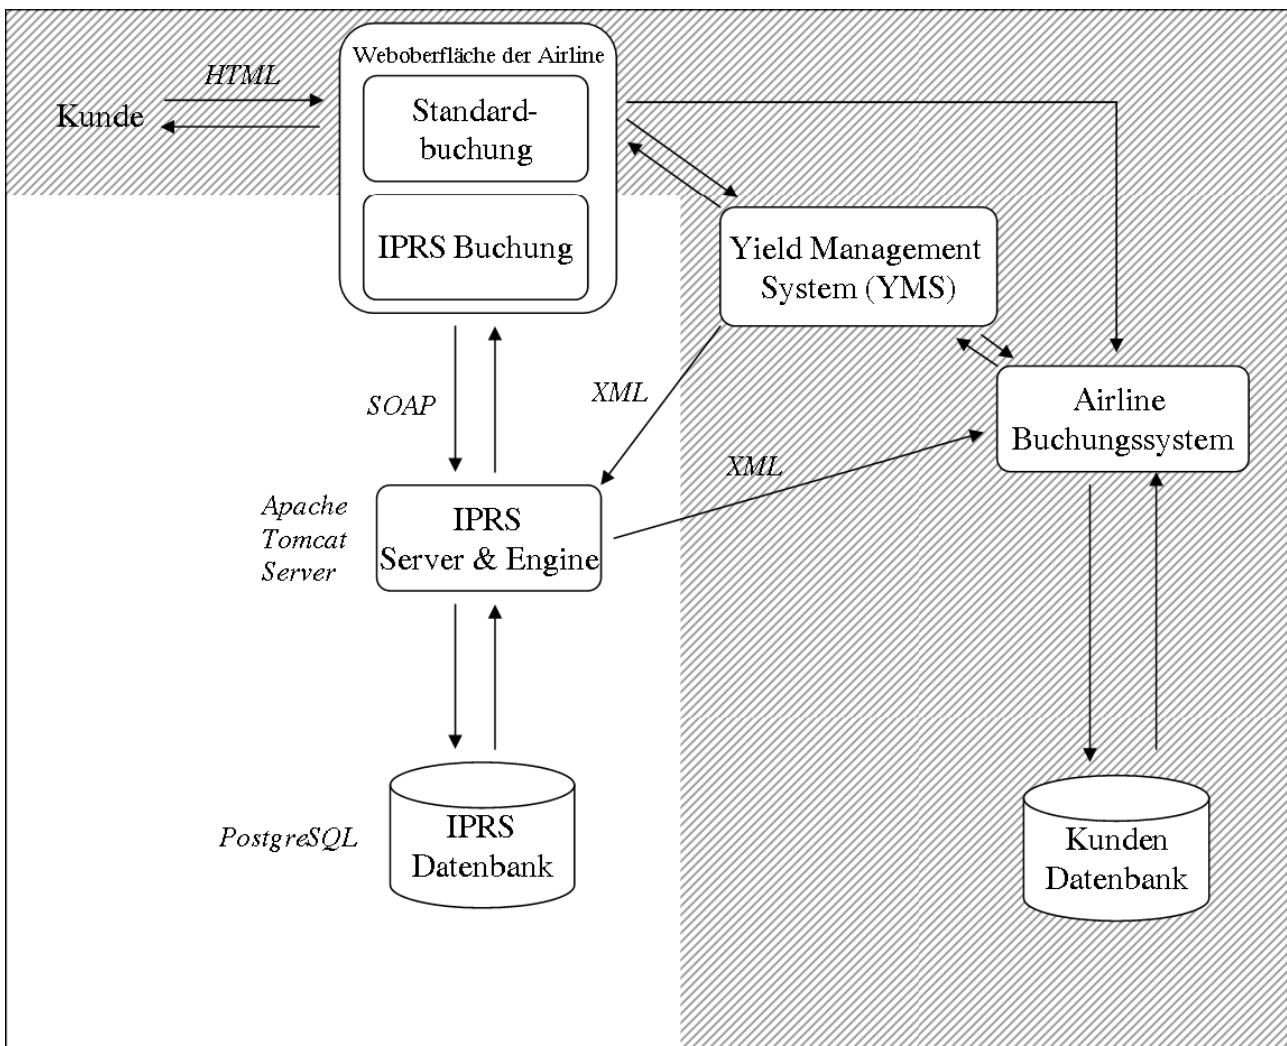 Weboberfläche der Airline
HTML
Kunde
Standard-
buchung
IPRS Buchung
Yield Management
System (YMS)
SOAP
XML
Airline
Buchungssystem
XML
Apache
Tomcat
Server
IPRS
Server & Engine
PostgreSQL
IPRS
Datenbank
Kunden
Datenbank